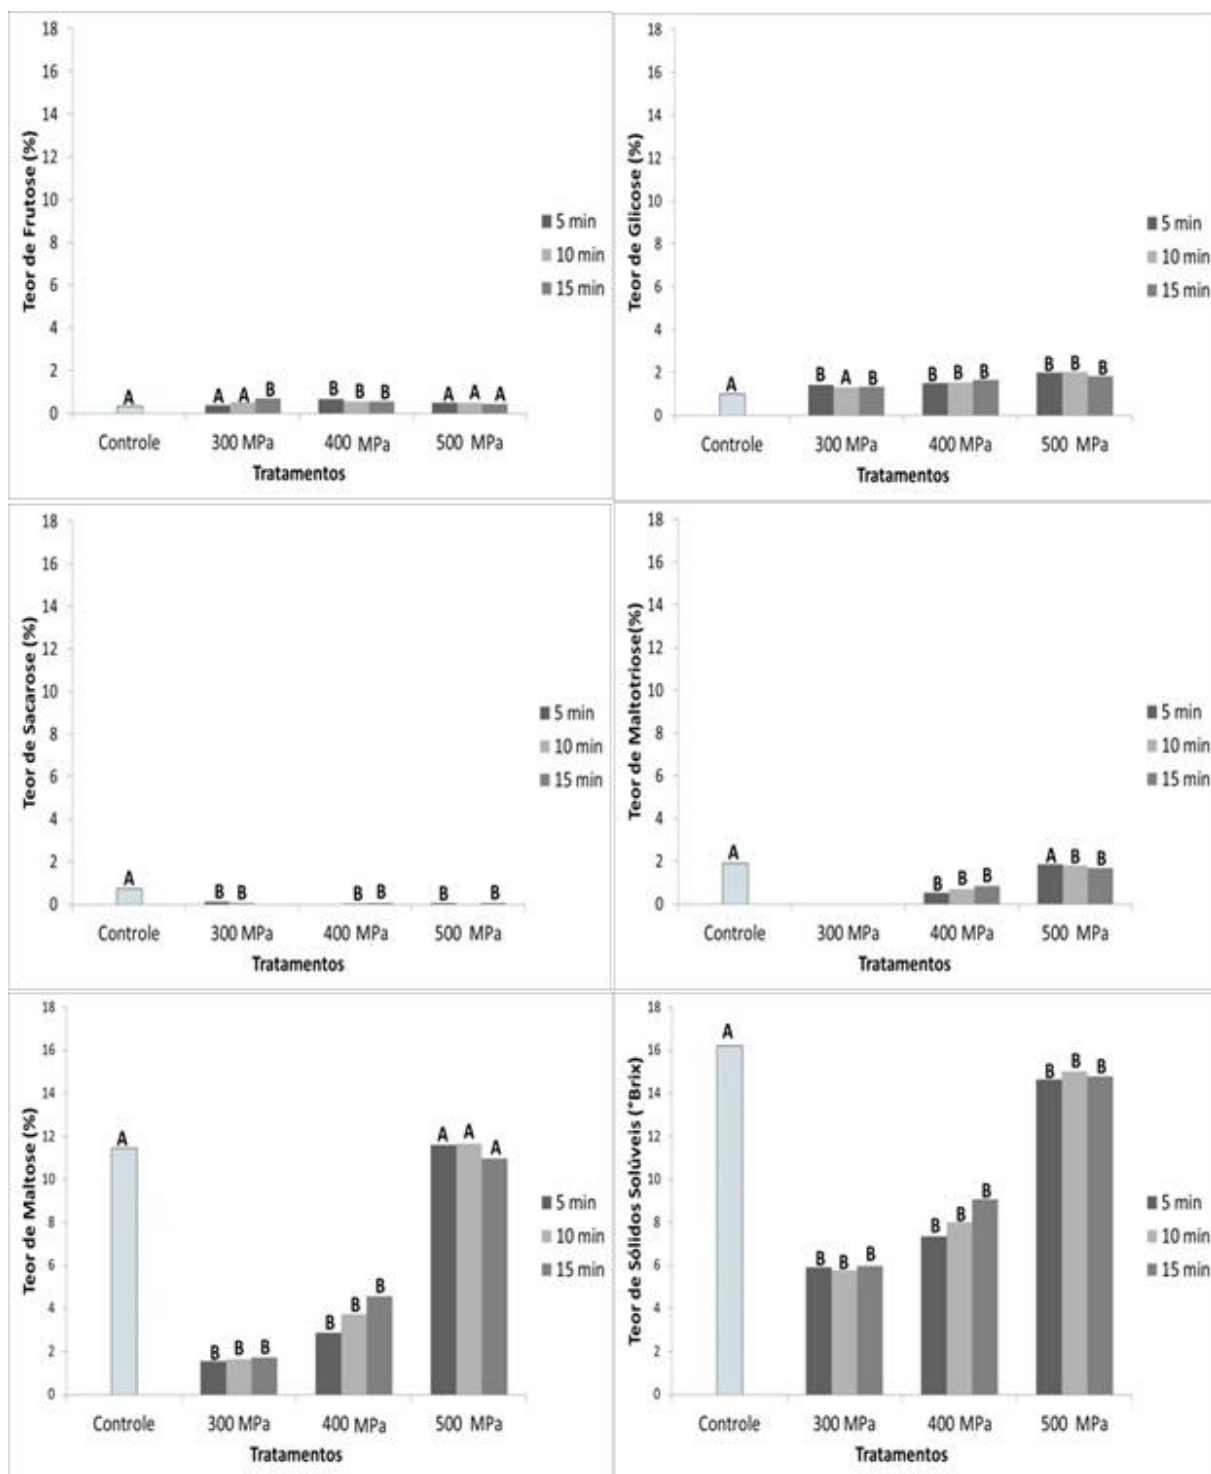 Teor de Frutose (%)
18
16
14
12
10
8
6
4
2
0
A
A A B
B B B
A A A
Controle 300 MPa 400 MPa 500 MPa
Tratamentos
5 min
10 min
15 min
Teor de Glicose (%)
18
16
14
12
10
8
6
4
2
0
A
B A B
B B B
B B B
Controle 300 MPa 400 MPa 500 MPa
Tratamentos
5 min
10 min
15 min
Teor de Sacarose (%)
18
16
14
12
10
8
6
4
2
0
A
B B
B B
B B
Controle 300 MPa 400 MPa 500 MPa
Tratamentos
5 min
10 min
15 min
Teor de Maltotriose(%)
18
16
14
12
10
8
6
4
2
0
A
B B B
A B B
Controle 300 MPa 400 MPa 500 MPa
Tratamentos
5 min
10 min
15 min
Teor de Maltose (%)
18
16
14
12
10
8
6
4
2
0
A
B B B
B B B
A A A
Controle 300 MPa 400 MPa 500 MPa
Tratamentos
5 min
10 min
15 min
Teor de Sólidos Solúveis (°Brix)
18
16
14
12
10
8
6
4
2
0
A
B B B
B B B
B B B
Controle 300 MPa 400 MPa 500 MPa
Tratamentos
5 min
10 min
15 min